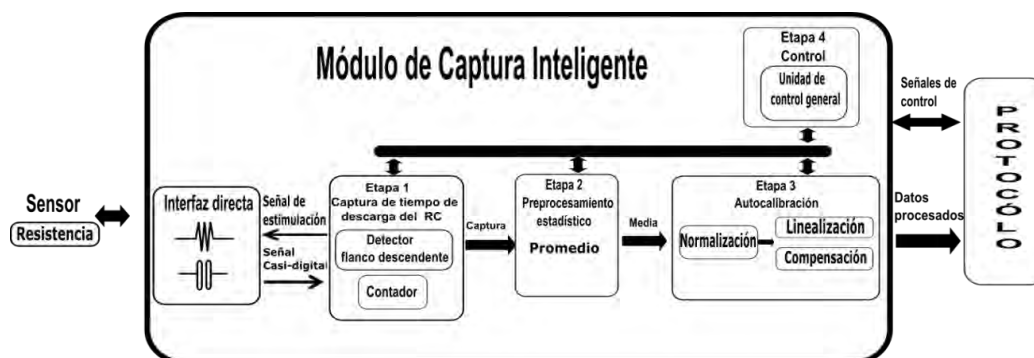 Módulo de Captura Inteligente
Sensor
Resistencia
Interfaz directa
Señal de
estimulación
Señal
Casi-digital
Etapa 1
Captura de tiempo de
descarga del RC
Detector
flanco descendente
Contador
Captura
Etapa 2
Preprocesamiento
estadístico
Promedio
Media
Etapa 3
Autocalibración
Normalización
Linealización
Compensación
Etapa 4
Control
Unidad de
control general
Señales de
control
Datos
procesados
PROTOCOLO